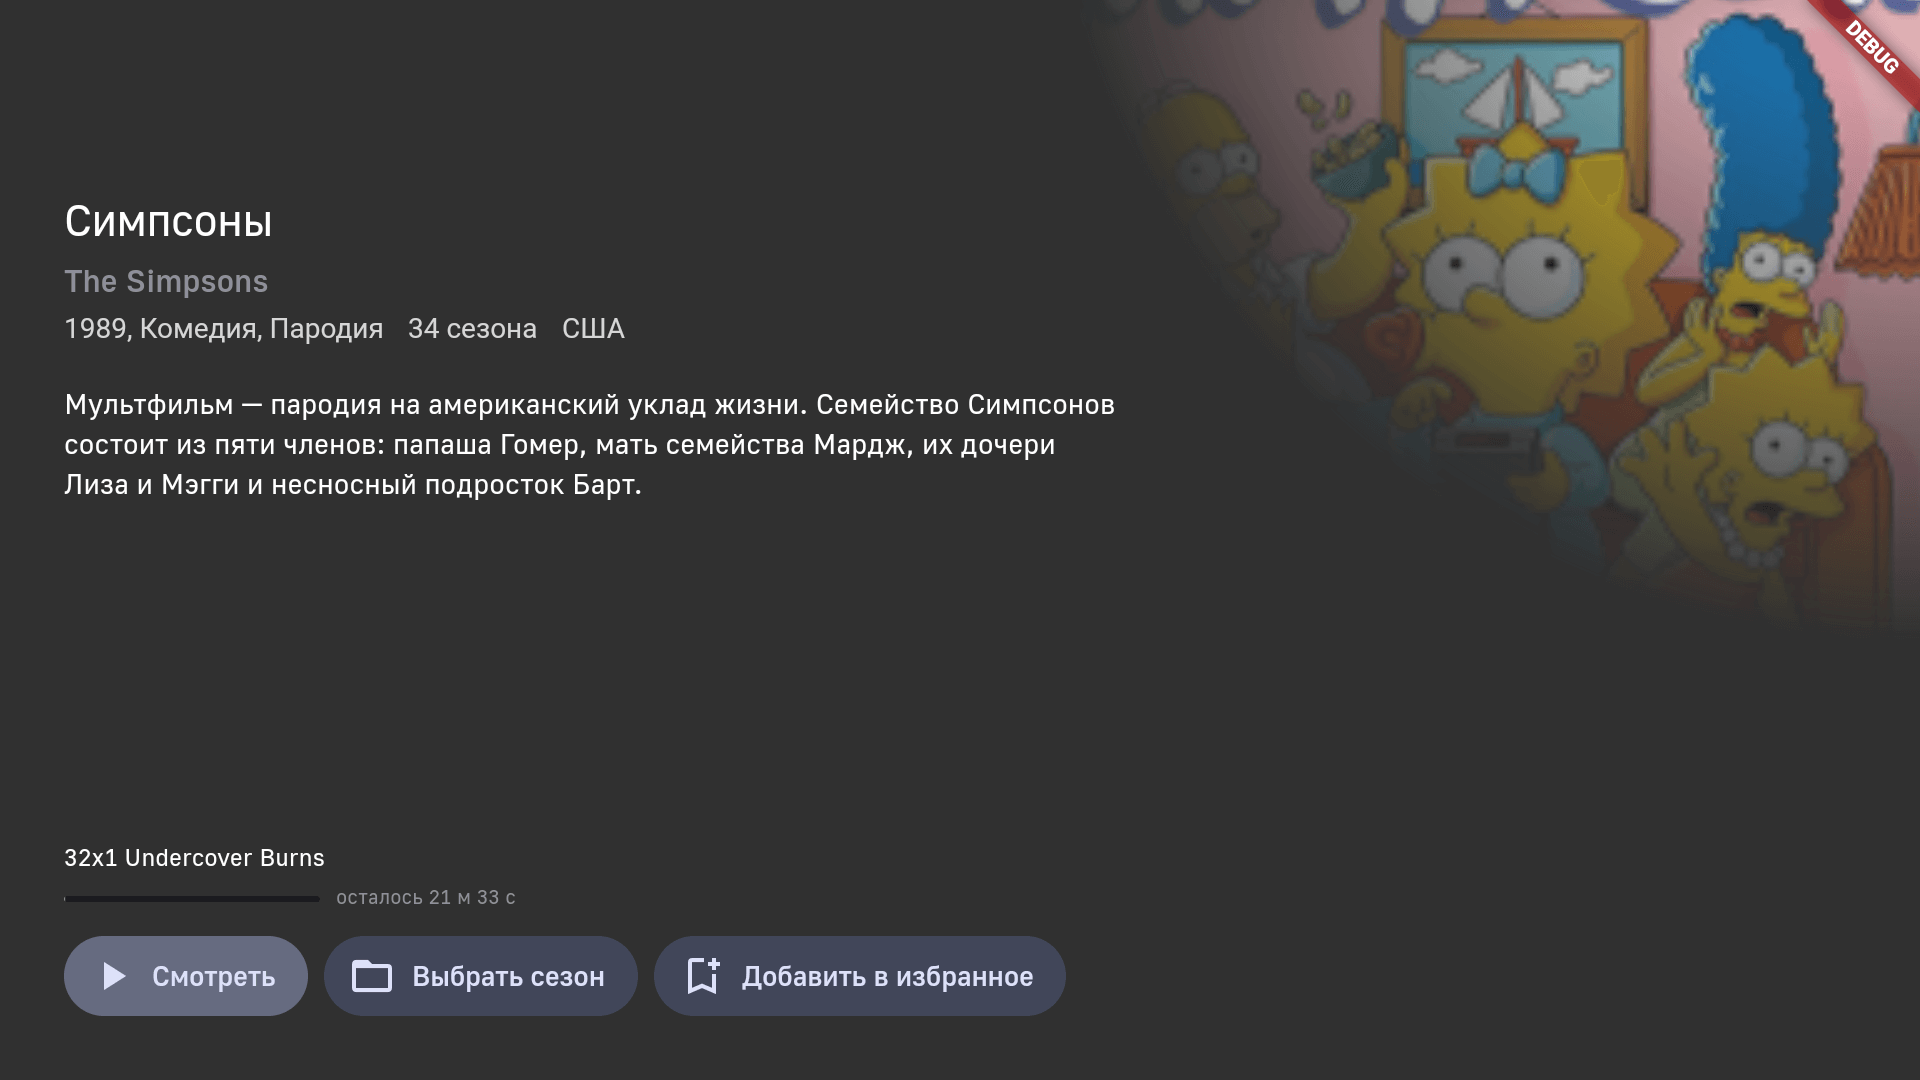 DEBUG
Симпсоны
The Simpsons
1989, Комедия, Пародия 34 сезона США
Мультфильм — пародия на американский уклад жизни. Семейство Симпсонов
состоит из пяти членов: папаша Гомер, мать семейства Мардж, их дочери
Лиза и Мэгги и несносный подросток Барт.
32x1 Undercover Burns
осталось 21 м 33 с
Смотреть
Выбрать сезон
Добавить в избранное